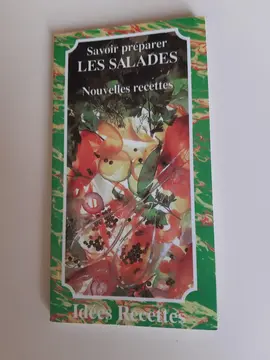 Savoir préparer
LES SALADES
Nouvelles recettes
Idées Recettes